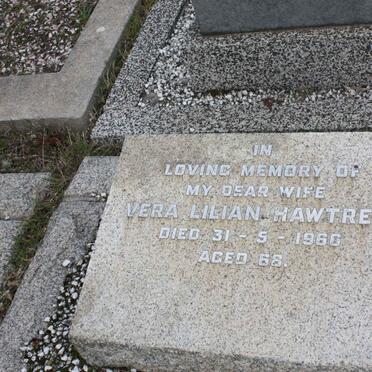 IN
LOVING MEMORY OF
MY DEAR WIFE
VERA LILIAN HAWTRE
DIED 31-5-1960
AGED 68.